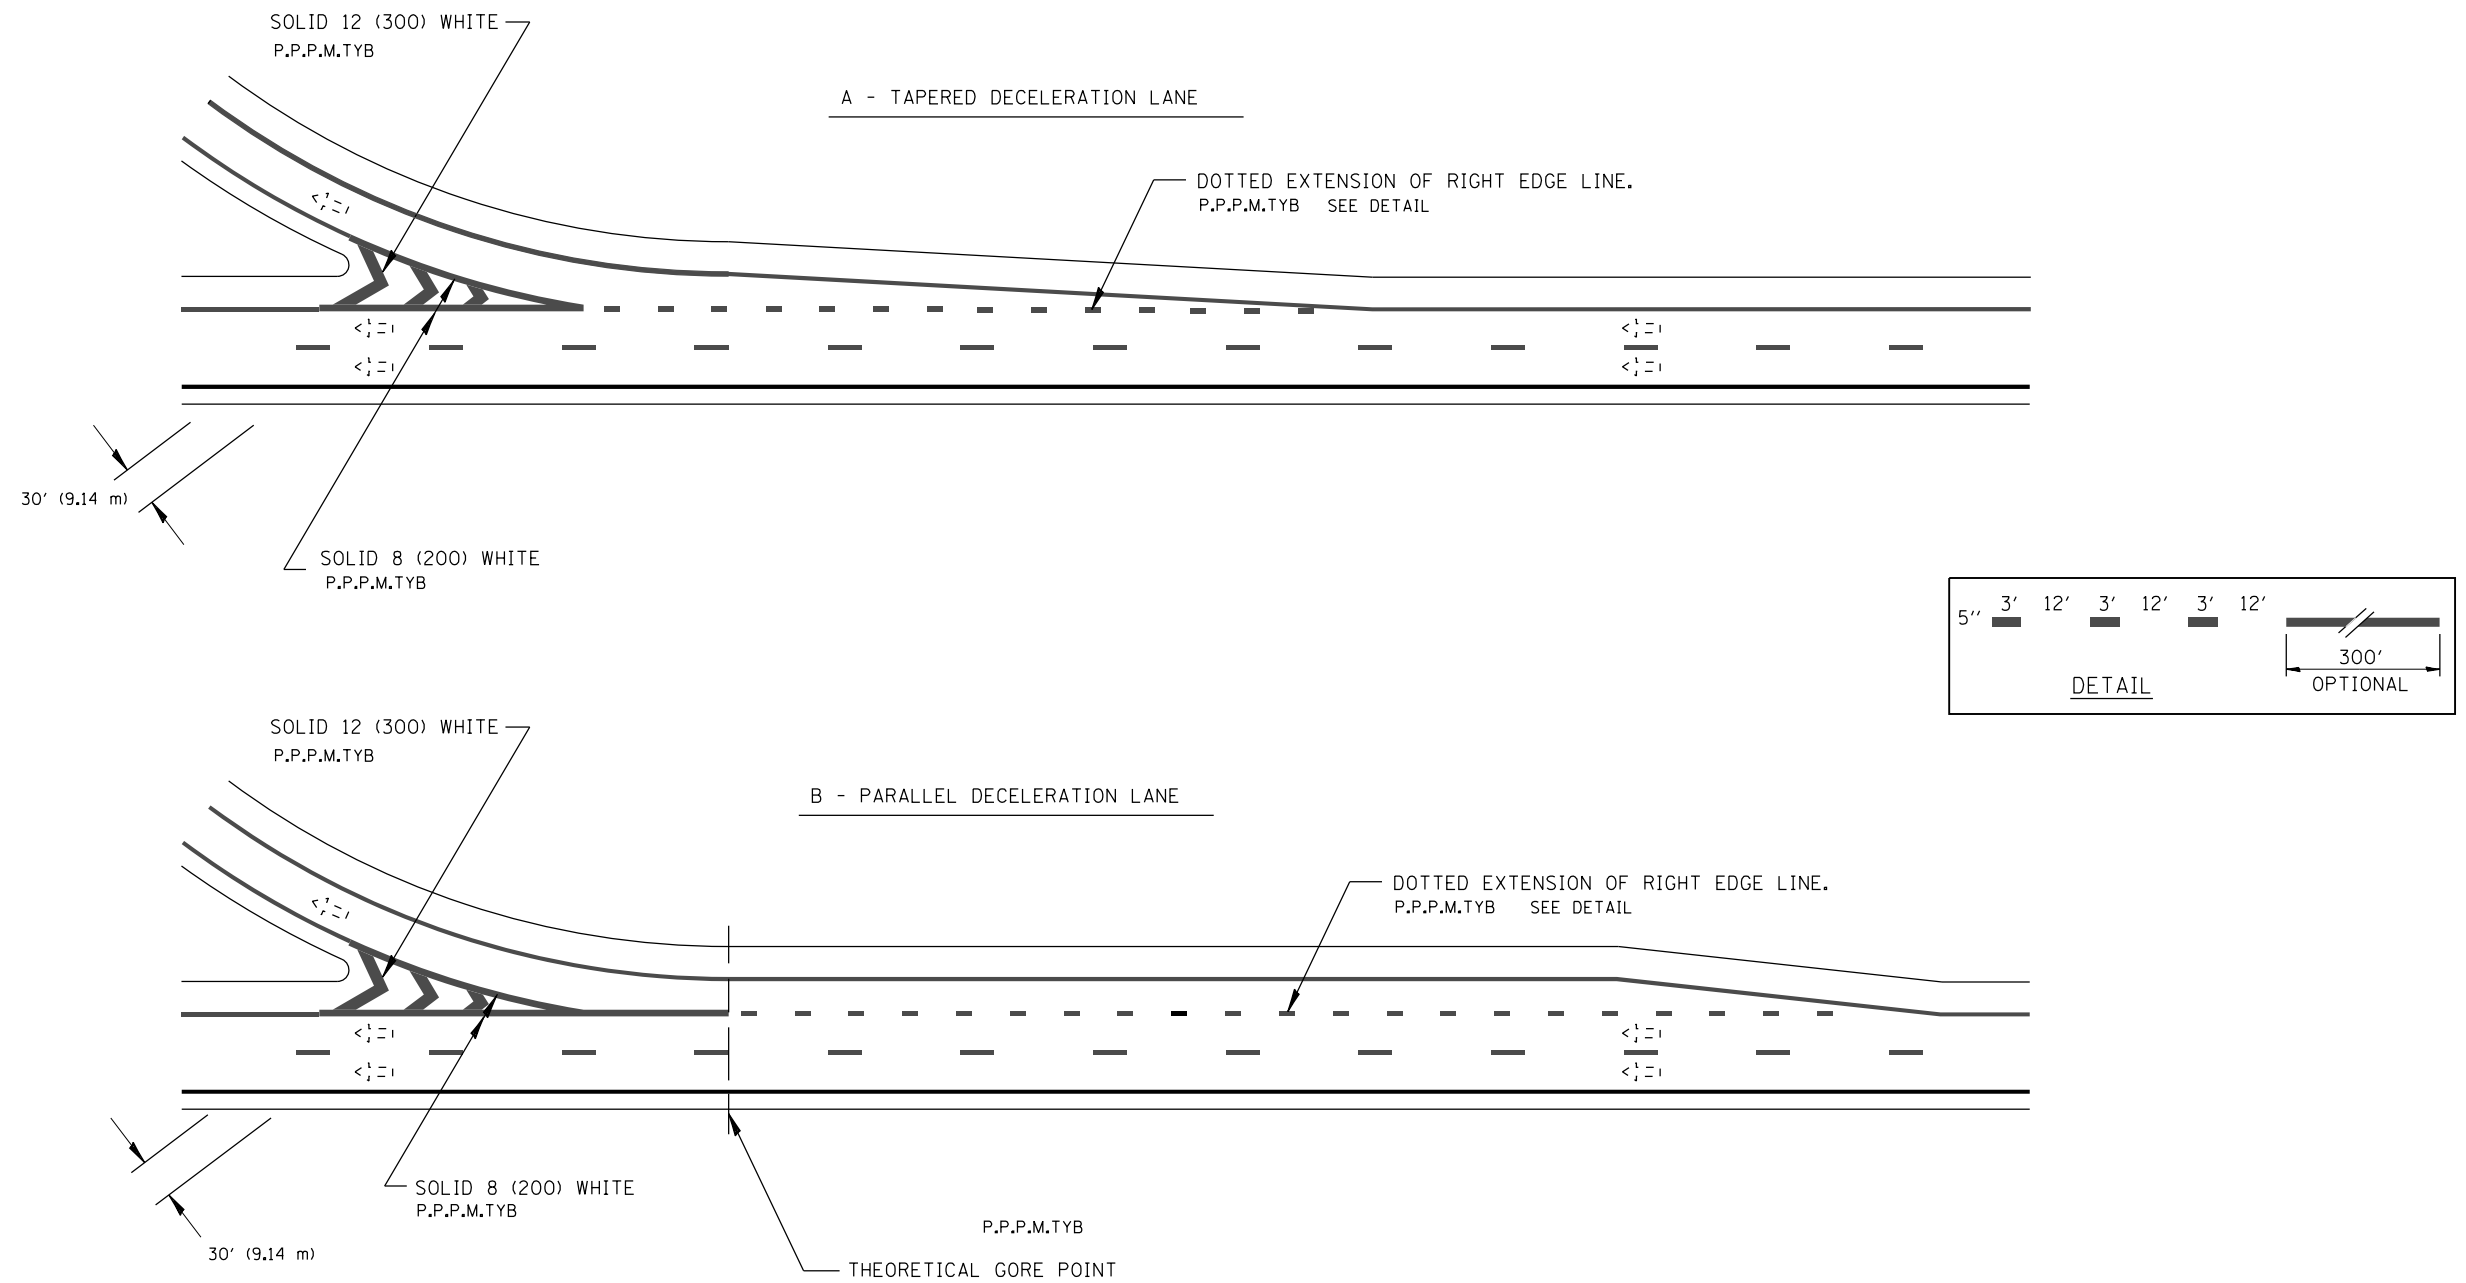 SOLID 12 (300) WHITE
P.P.P.M.TYB
A - TAPERED DECELERATION LANE
DOTTED EXTENSION OF RIGHT EDGE LINE.
P.P.P.M.TYB SEE DETAIL
30' (9.14 m)
SOLID 8 (200) WHITE
P.P.P.M.TYB
5'' 3' 12' 3' 12' 3' 12'
300'
OPTIONAL
DETAIL
SOLID 12 (300) WHITE
P.P.P.M.TYB
B - PARALLEL DECELERATION LANE
DOTTED EXTENSION OF RIGHT EDGE LINE.
P.P.P.M.TYB SEE DETAIL
SOLID 8 (200) WHITE
P.P.P.M.TYB
30' (9.14 m)
P.P.P.M.TYB
THEORETICAL GORE POINT